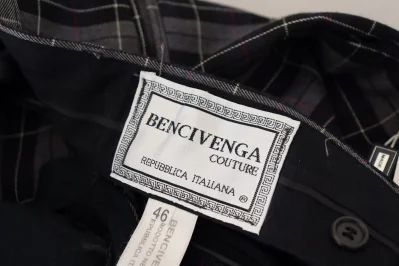 BENCIVENGA
COUTURE
REPUBBLICA ITALIANA
®
46